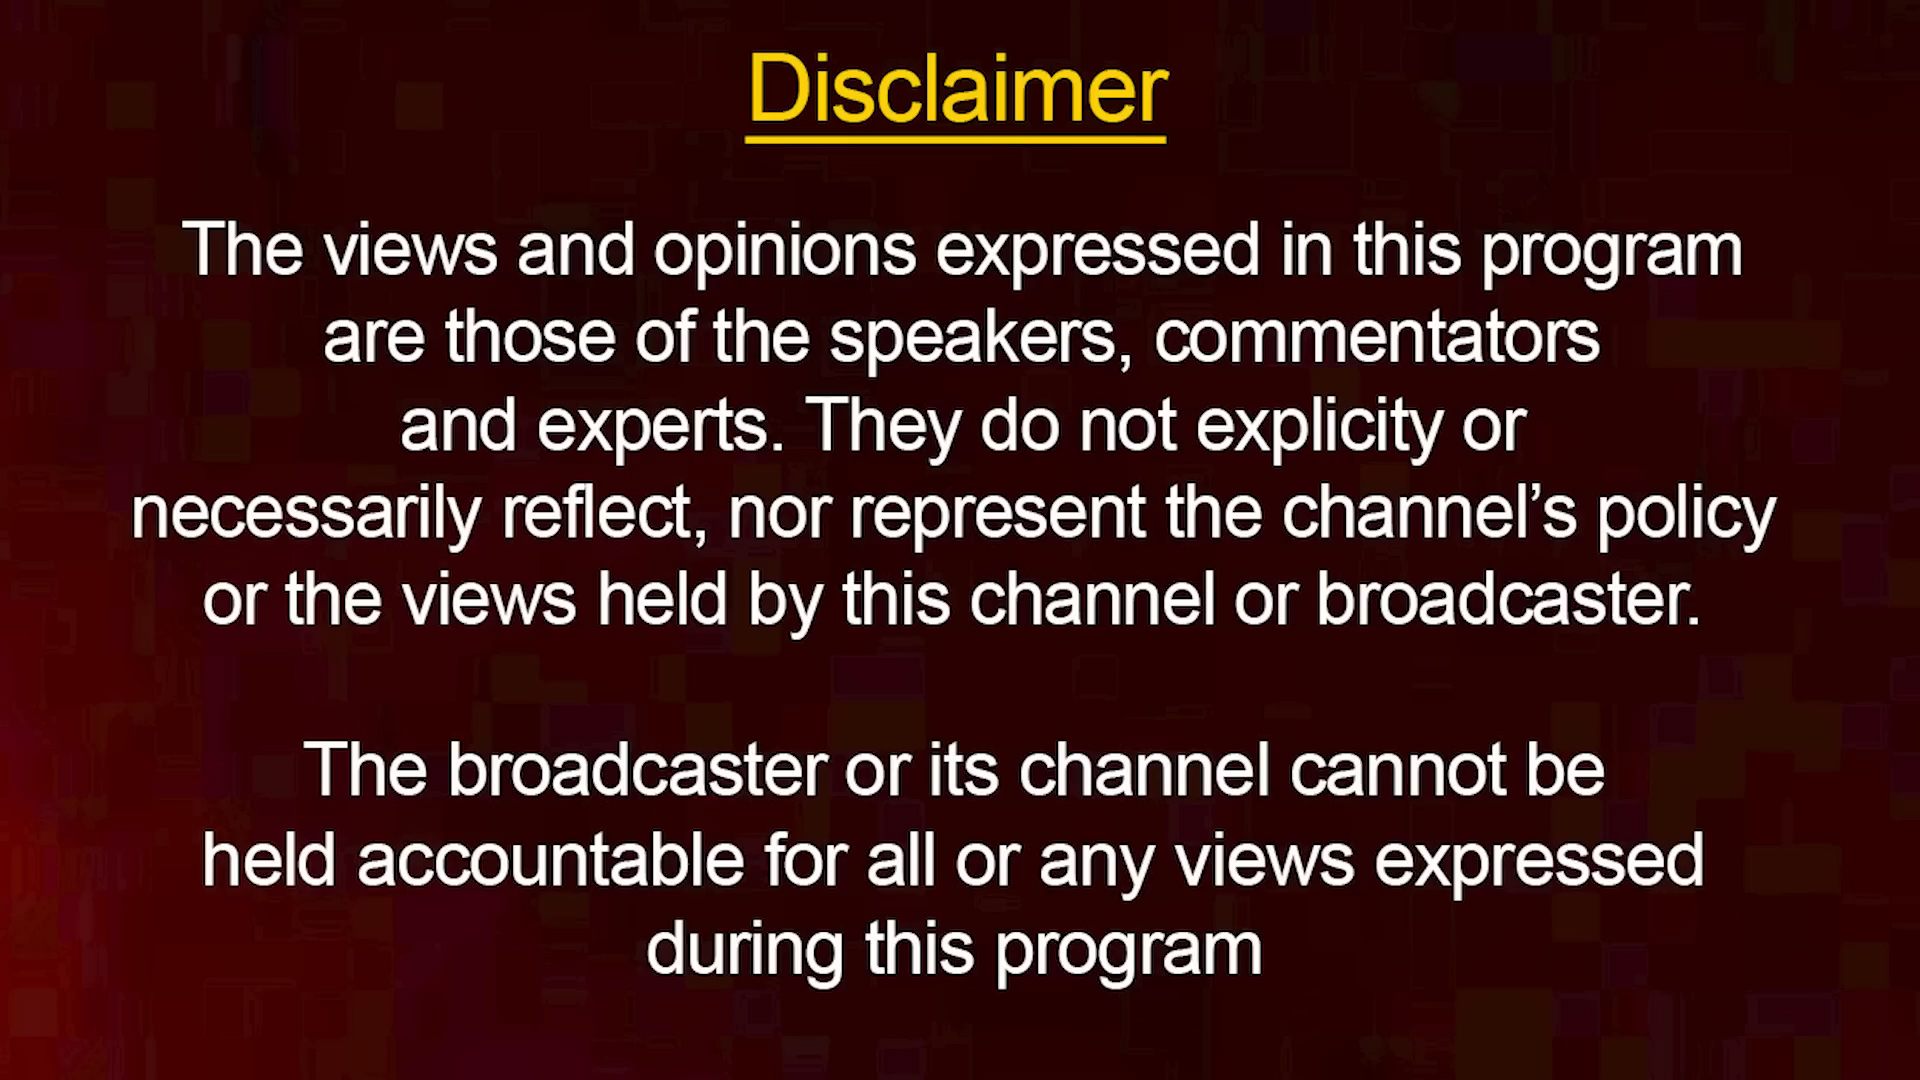 Disclaimer
The views and opinions expressed in this program
are those of the speakers, commentators
and experts. They do not explicity or
necessarily reflect, nor represent the channel’s policy
or the views held by this channel or broadcaster.
The broadcaster or its channel cannot be
held accountable for all or any views expressed
during this program